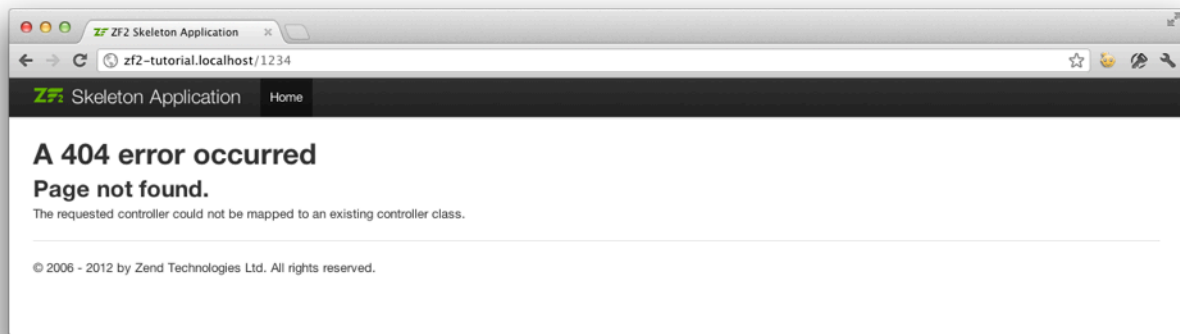 ZF2 Skeleton Application
zf2-tutorial.localhost/1234
ZF2 Skeleton Application Home
A 404 error occurred
Page not found.
The requested controller could not be mapped to an existing controller class.
© 2006 - 2012 by Zend Technologies Ltd. All rights reserved.